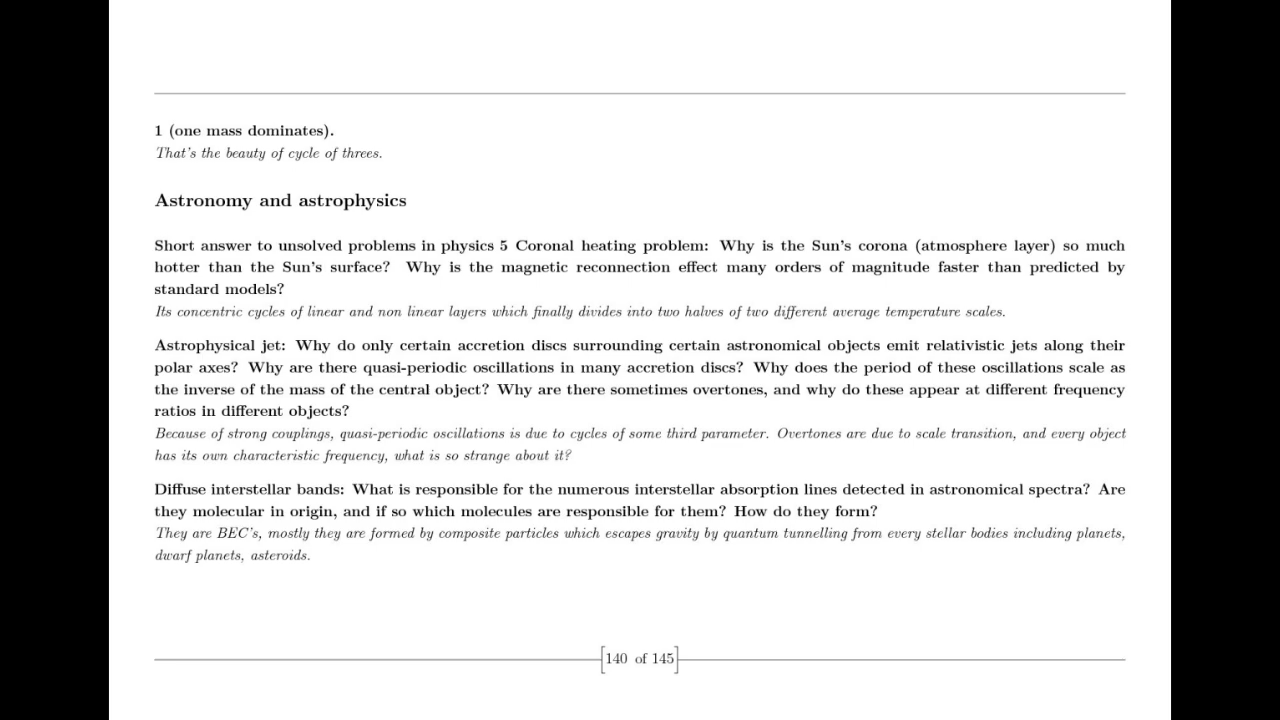 1 (one mass dominates).
That's the beauty of cycle of threes.
Astronomy and astrophysics
Short answer to unsolved problems in physics 5 Coronal heating problem: Why is the Sun's corona (atmosphere layer) so much
hotter than the Sun's surface? Why is the magnetic reconnection effect many orders of magnitude faster than predicted by
standard models?
Its concentric cycles of linear and non linear layers which finally divides into two halves of two different average temperature scales.
Astrophysical jet: Why do only certain accretion discs surrounding certain astronomical objects emit relativistic jets along their
polar axes? Why are there quasi-periodic oscillations in many accretion discs? Why does the period of these oscillations scale as
the inverse of the mass of the central object? Why are there sometimes overtones, and why do these appear at different frequency
ratios in different objects?
Because of strong couplings, quasi-periodic oscillations is due to cycles of some third parameter. Overtones are due to scale transition, and every object
has its own characteristic frequency, what is so strange about it?
Diffuse interstellar bands: What is responsible for the numerous interstellar absorption lines detected in astronomical spectra? Are
they molecular in origin, and if so which molecules are responsible for them? How do they form?
They are BEC's, mostly they are formed by composite particles which escapes gravity by quantum tunnelling from every stellar bodies including planets,
dwarf planets, asteroids.
140 of 145